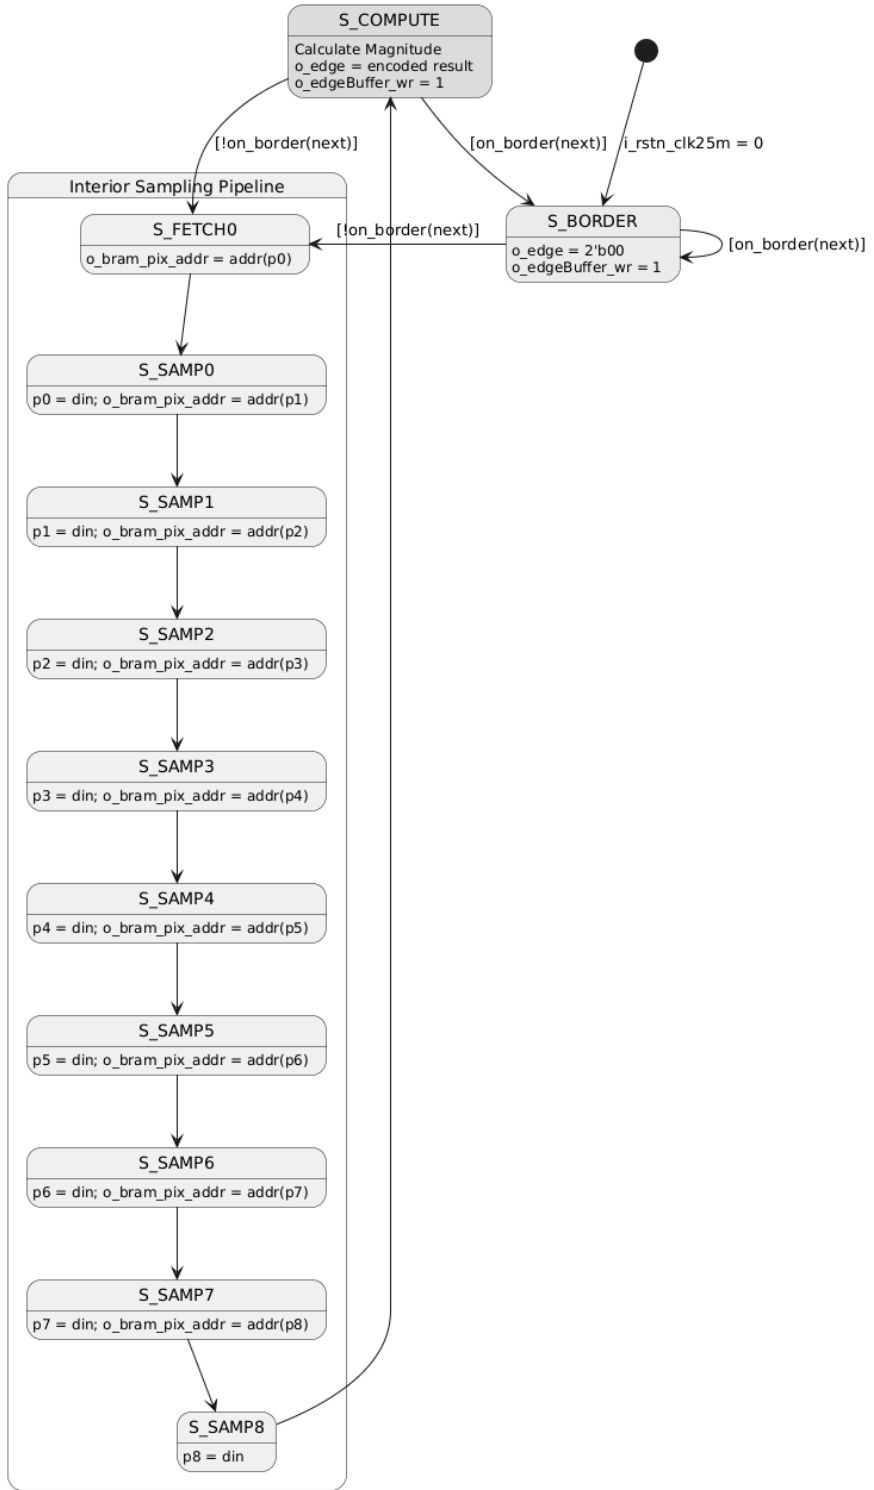 S_COMPUTE
Calculate Magnitude
o_edge = encoded result
o_edgeBuffer_wr = 1
[!on_border(next)]
[on_border(next)]
i_rstn_clk25m = 0
Interior Sampling Pipeline
S_FETCH0
o_bram_pix_addr = addr(p0)
[!on_border(next)]
S_BORDER
o_edge = 2'b00
o_edgeBuffer_wr = 1
[on_border(next)]
S_SAMP0
p0 = din; o_bram_pix_addr = addr(p1)
S_SAMP1
p1 = din; o_bram_pix_addr = addr(p2)
S_SAMP2
p2 = din; o_bram_pix_addr = addr(p3)
S_SAMP3
p3 = din; o_bram_pix_addr = addr(p4)
S_SAMP4
p4 = din; o_bram_pix_addr = addr(p5)
S_SAMP5
p5 = din; o_bram_pix_addr = addr(p6)
S_SAMP6
p6 = din; o_bram_pix_addr = addr(p7)
S_SAMP7
p7 = din; o_bram_pix_addr = addr(p8)
S_SAMP8
p8 = din